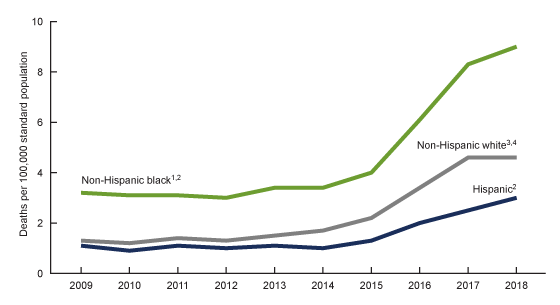 10
8
6
4
2
0
Deaths per 100,000 standard population
Non-Hispanic black1,2
Non-Hispanic white3,4
Hispanic2
2009 2010 2011 2012 2013 2014 2015 2016 2017 2018